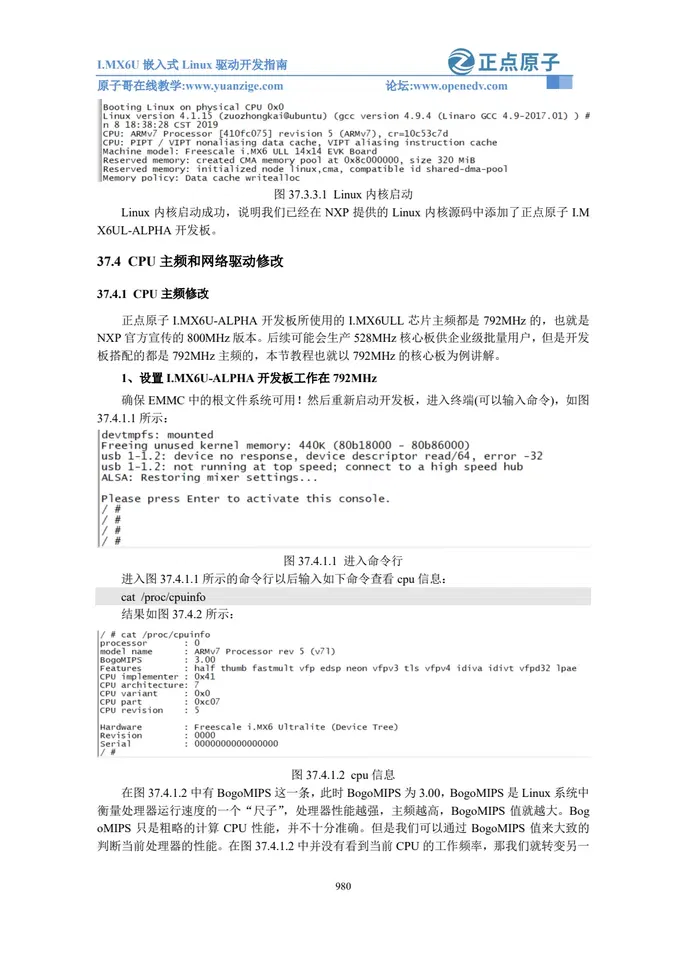 I.MX6U 嵌入式 Linux 驱动开发指南
正点原子
原子哥在线教学:www.yuanzige.com 论坛:www.openedv.com
Booting Linux on physical CPU 0x0
Linux version 4.1.15 (zuozhongkai@ubuntu) (gcc version 4.9.4 (Linaro GCC 4.9-2017.01) ) #
n 8 18:38:28 CST 2019
CPU: ARMv7 Processor [410fc075] revision 5 (ARMv7), cr=10c53c7d
CPU: PIPT / VIPT nonaliasing data cache, VIPT aliasing instruction cache
Machine model: Freescale i.MX6 ULL 14x14 EVK Board
Reserved memory: created CMA memory pool at 0x8c000000, size 320 MiB
Reserved memory: initialized node linux,cma, compatible id shared-dma-pool
Memory policy: Data cache writealloc
图 37.3.3.1 Linux 内核启动
Linux 内核启动成功，说明我们已经在 NXP 提供的 Linux 内核源码中添加了正点原子 I.M
X6UL-ALPHA 开发板。
37.4 CPU 主频和网络驱动修改
37.4.1 CPU 主频修改
正点原子 I.MX6U-ALPHA 开发板所使用的 I.MX6ULL 芯片主频都是 792MHz 的，也就是
NXP 官方宣传的 800MHz 版本。后续可能会生产 528MHz 核心板供企业级批量用户，但是开发
板搭配的都是 792MHz 主频的，本节教程也就以 792MHz 的核心板为例讲解。
1、设置 I.MX6U-ALPHA 开发板工作在 792MHz
确保 EMMC 中的根文件系统可用！然后重新启动开发板，进入终端(可以输入命令)，如图
37.4.1.1 所示：
devtmpfs: mounted
Freeing unused kernel memory: 440K (80b18000 - 80b86000)
usb 1-1.2: device no response, device descriptor read/64, error -32
usb 1-1.2: not running at top speed; connect to a high speed hub
ALSA: Restoring mixer settings...
Please press Enter to activate this console.
/ #
/ #
/ #
/ #
图 37.4.1.1 进入命令行
进入图 37.4.1.1 所示的命令行以后输入如下命令查看 cpu 信息：
cat /proc/cpuinfo
结果如图 37.4.2 所示：
/ # cat /proc/cpuinfo
processor : 0
model name : ARMv7 Processor rev 5 (v7l)
BogoMIPS : 3.00
Features : half thumb fastmult vfp edsp neon vfpv3 tls vfpv4 idiva idivt vfpd32 lpae
CPU implementer : 0x41
CPU architecture: 7
CPU variant : 0x0
CPU part : 0xc07
CPU revision : 5
Hardware : Freescale i.MX6 Ultralite (Device Tree)
Revision : 0000
Serial : 0000000000000000
/ #
图 37.4.1.2 cpu 信息
在图 37.4.1.2 中有 BogoMIPS 这一条，此时 BogoMIPS 为 3.00，BogoMIPS 是 Linux 系统中
衡量处理器运行速度的一个“尺子”，处理器性能越强，主频越高，BogoMIPS 值就越大。Bog
oMIPS 只是粗略的计算 CPU 性能，并不十分准确。但是我们可以通过 BogoMIPS 值来大致的
判断当前处理器的性能。在图 37.4.1.2 中并没有看到当前 CPU 的工作频率，那我们就转变另一
980